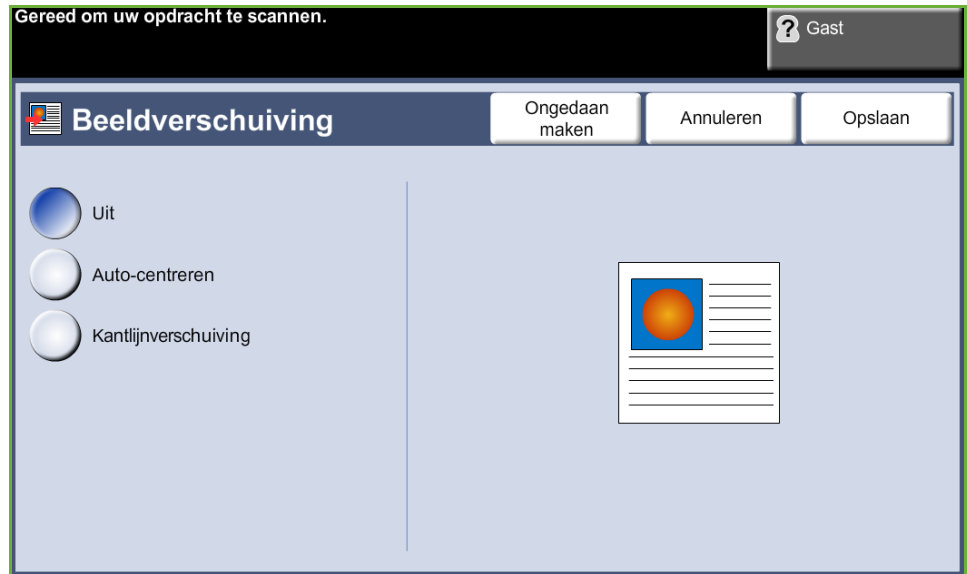 Gereed om uw opdracht te scannen.
Gast
Beeldverschuiving
Ongedaan
maken
Annuleren
Opslaan
Uit
Auto-centreren
Kantlijnverschuiving